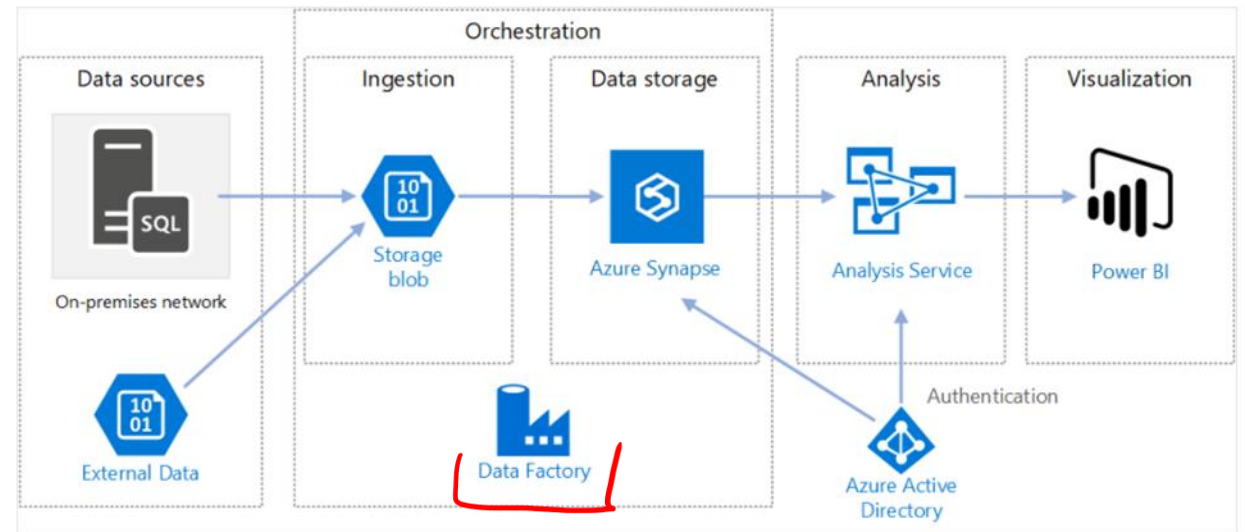 Orchestration
Data sources
Ingestion
Data storage
Analysis
Visualization
SQL
10
01
Storage
blob
Azure Synapse
Analysis Service
Power BI
On-premises network
10
01
External Data
Data Factory
Authentication
Azure Active
Directory